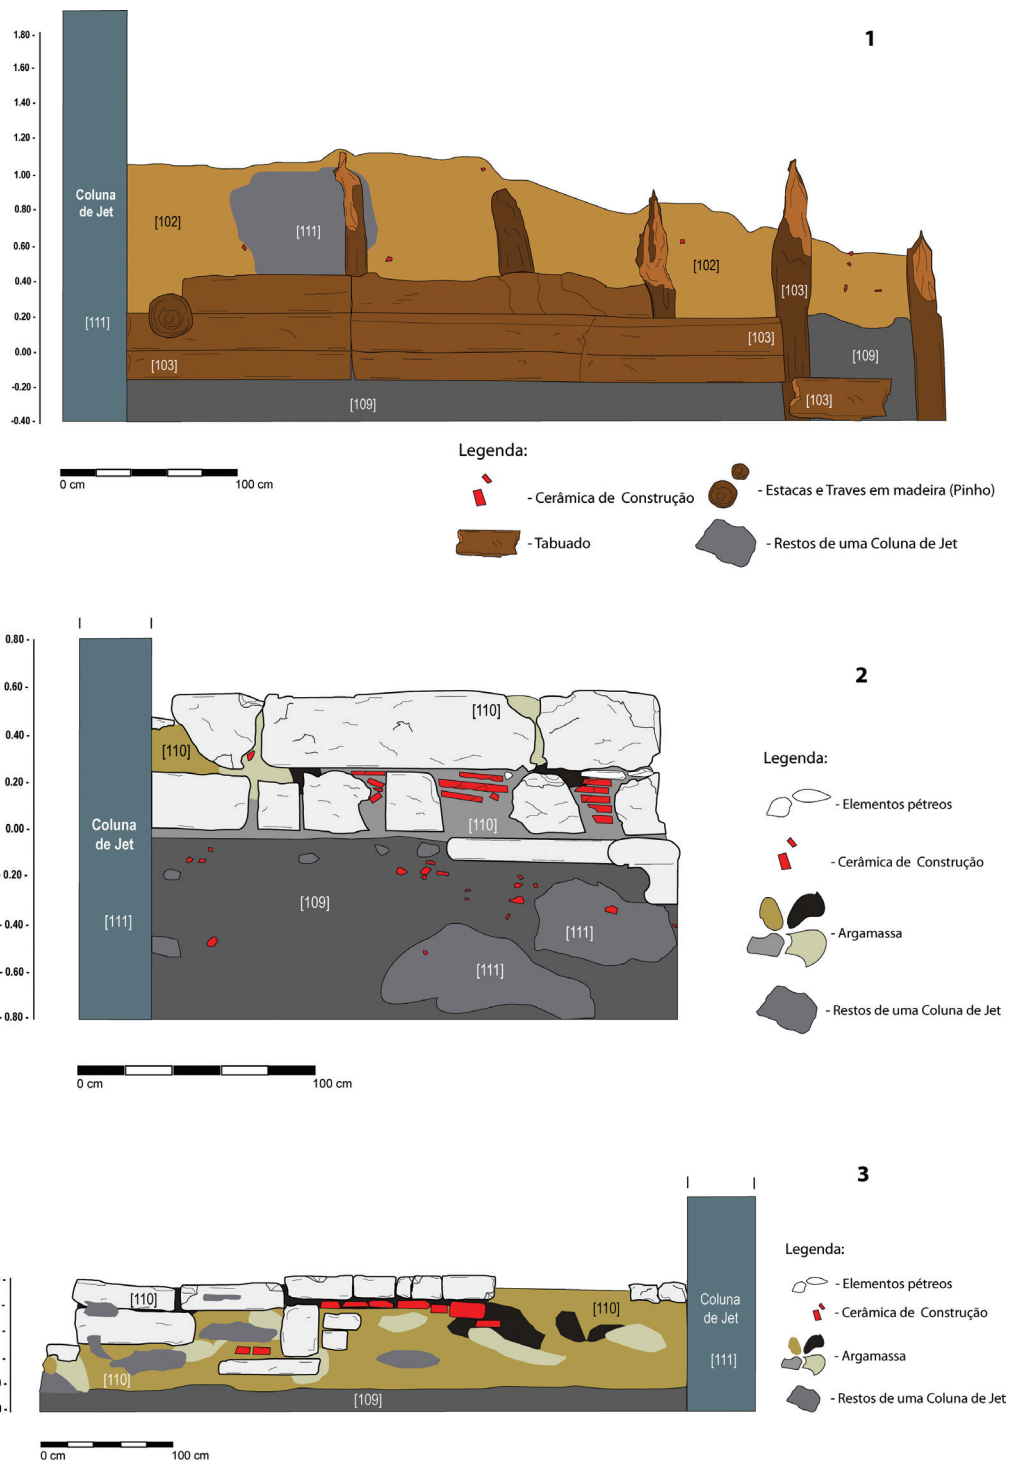 1
1.80 -
1.60 -
1.40 -
1.20 -
1.00 -
0.80 -
0.60 -
0.40 -
0.20 -
0.00 -
-0.20 -
-0.40 -
Coluna
de Jet
[111]
[102]
[111]
[102]
[103]
[103]
[103]
[109]
[103]
[109]
0 cm
100 cm
Legenda:
- Cerâmica de Construção
- Estacas e Traves em madeira (Pinho)
- Tabuado
- Restos de uma Coluna de Jet
2
0.80 -
0.60 -
0.40 -
0.20 -
0.00 -
- 0.20 -
- 0.40 -
- 0.60 -
- 0.80 -
Coluna
de Jet
[111]
[110]
[110]
[110]
[109]
[111]
[111]
0 cm
100 cm
Legenda:
- Elementos pétreos
- Cerâmica de Construção
- Argamassa
- Restos de uma Coluna de Jet
3
[110]
[110]
[110]
[109]
Coluna
de Jet
[111]
0 cm
100 cm
Legenda:
- Elementos pétreos
- Cerâmica de Construção
- Argamassa
- Restos de uma Coluna de Jet